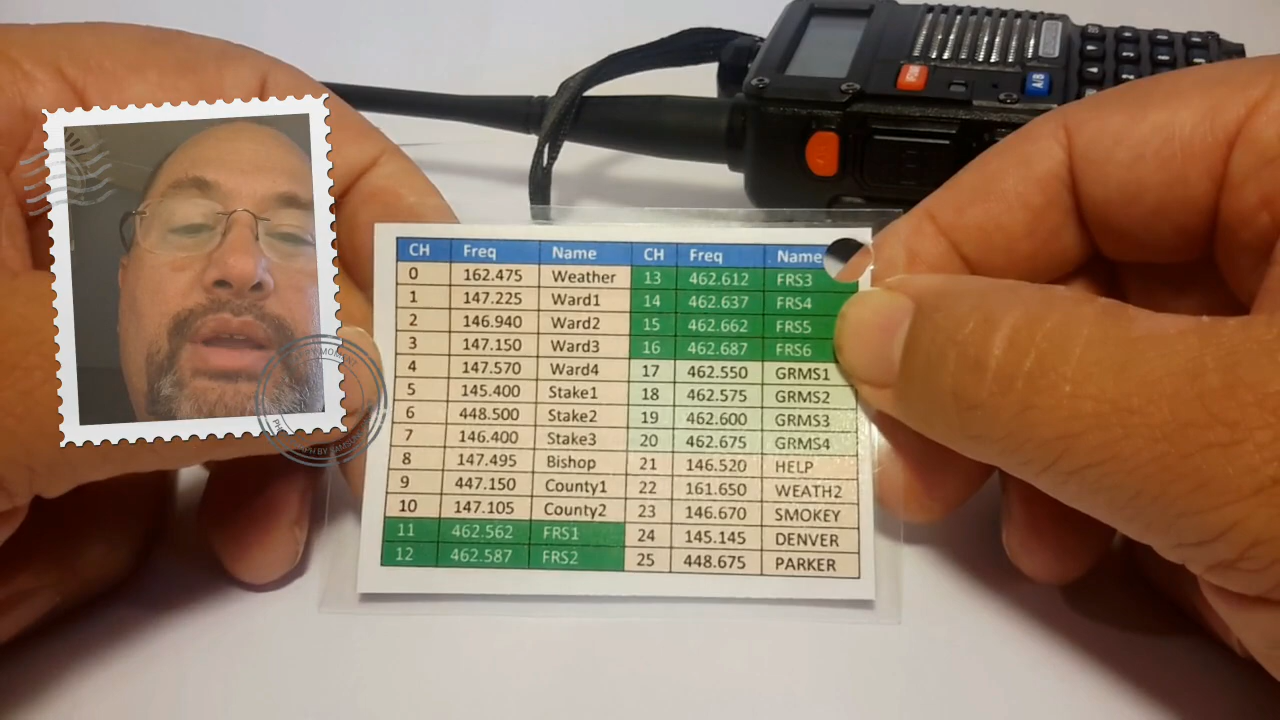 A/B
CH Freq Name CH Freq Name
0 162.475 Weather 13 462.612 FRS3
1 147.225 Ward1 14 462.637 FRS4
2 146.940 Ward2 15 462.662 FRS5
3 147.150 Ward3 16 462.687 FRS6
4 147.570 Ward4 17 462.550 GRMS1
5 145.400 Stake1 18 462.575 GRMS2
6 448.500 Stake2 19 462.600 GRMS3
7 146.400 Stake3 20 462.675 GRMS4
8 147.495 Bishop 21 146.520 HELP
9 447.150 County1 22 161.650 WEATH2
10 147.105 County2 23 146.670 SMOKEY
11 462.562 FRS1 24 145.145 DENVER
12 462.587 FRS2 25 448.675 PARKER